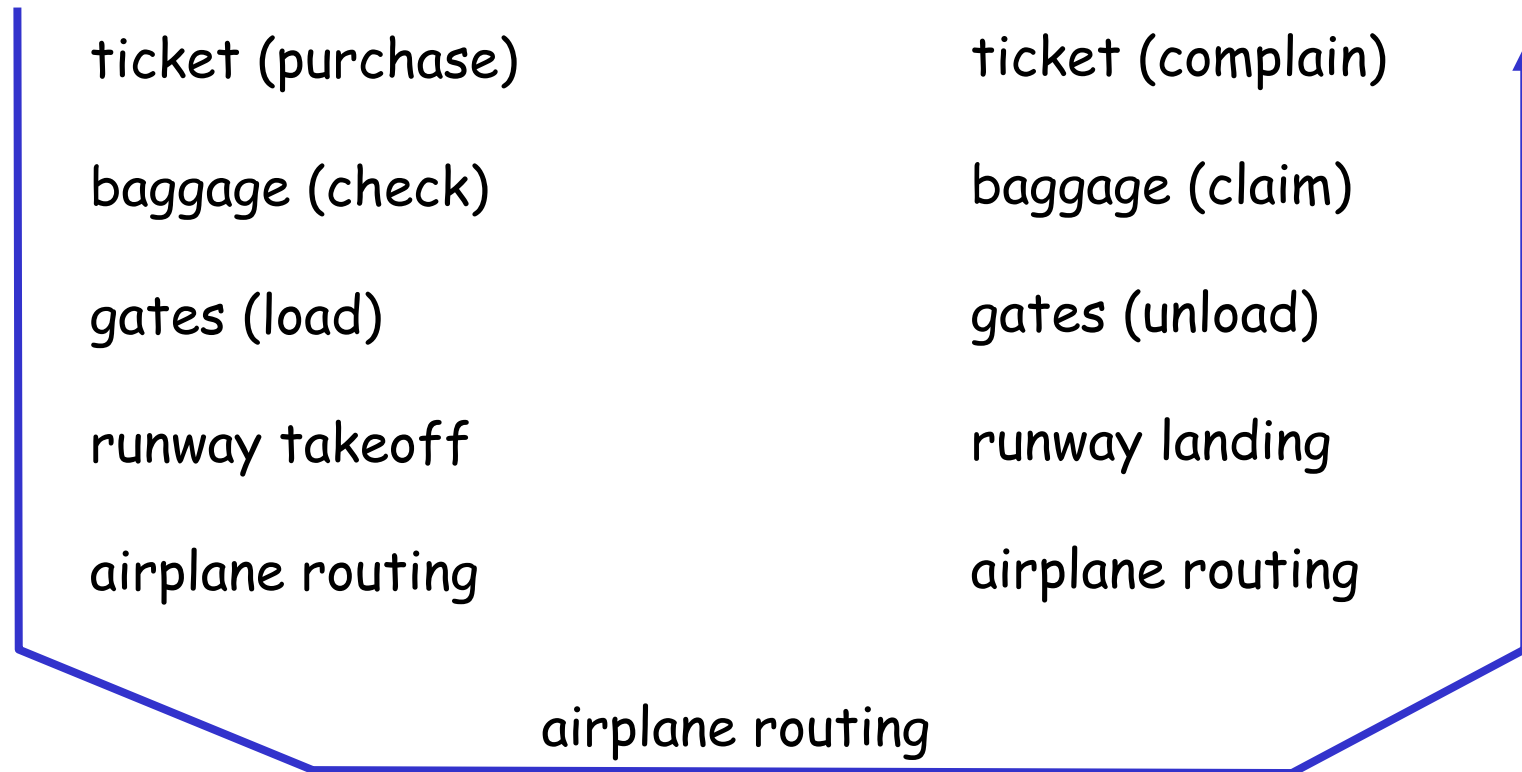 ticket (purchase)
baggage (check)
gates (load)
runway takeoff
airplane routing
airplane routing
ticket (complain)
baggage (claim)
gates (unload)
runway landing
airplane routing